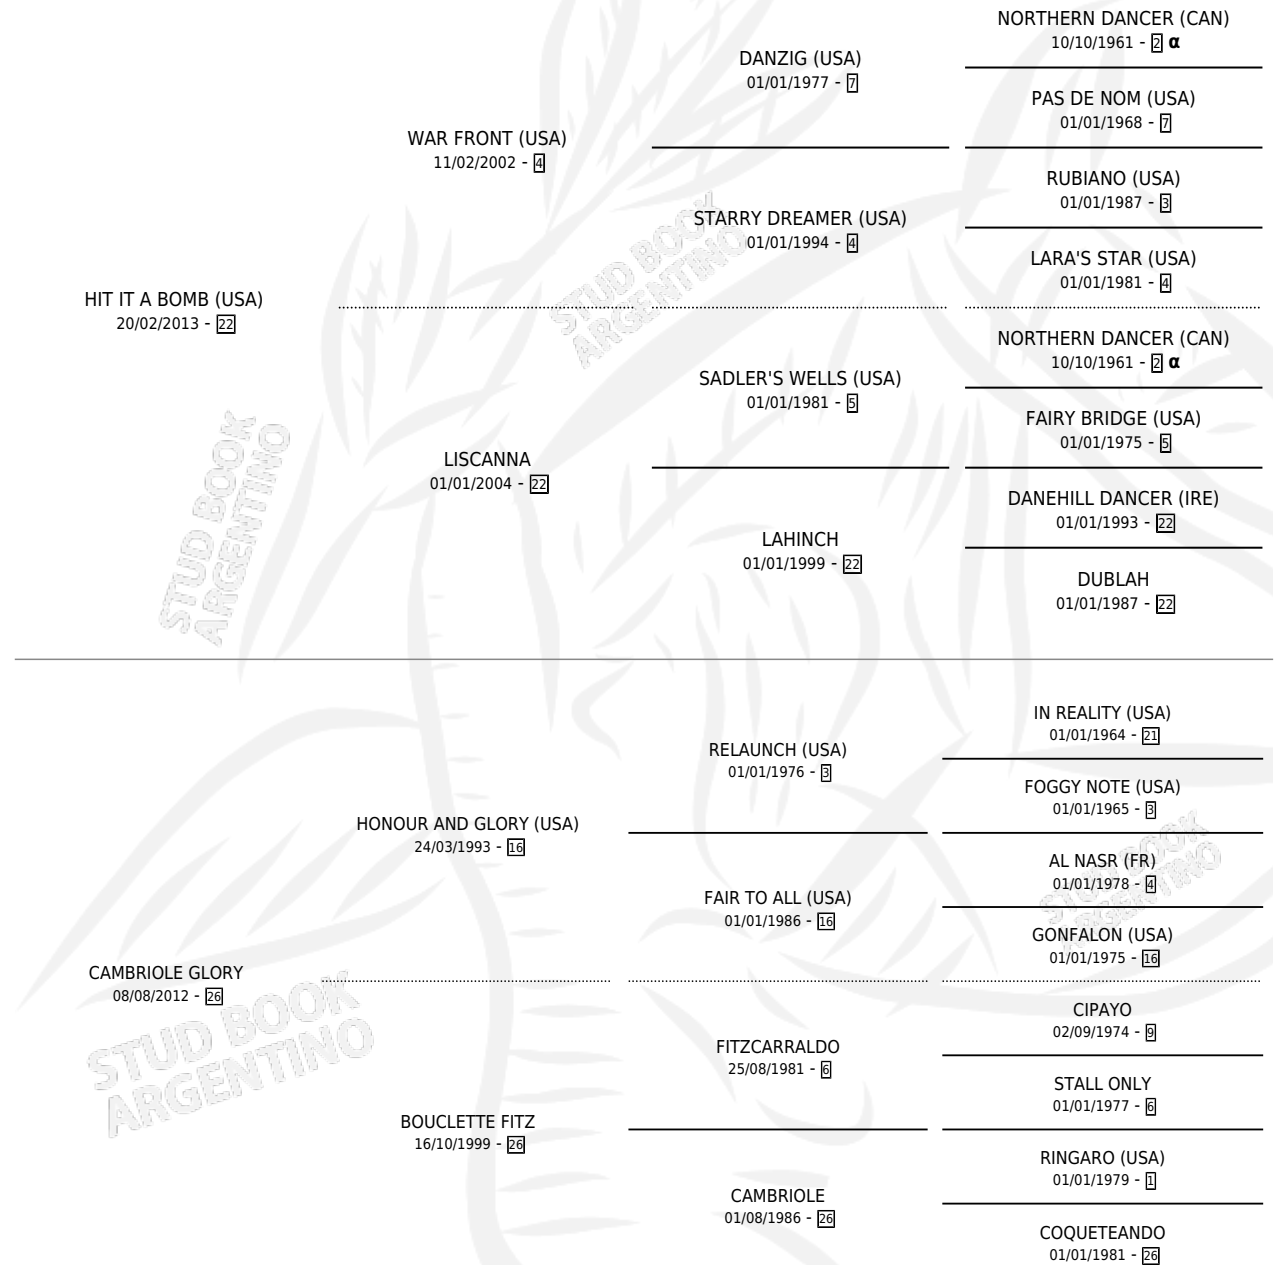 NORTHERN DANCER (CAN)
10/10/1961 - 2 α
DANZIG (USA)
01/01/1977 - 7
PAS DE NOM (USA)
01/01/1968 - 7
WAR FRONT (USA)
11/02/2002 - 4
RUBIANO (USA)
01/01/1987 - 3
STARRY DREAMER (USA)
01/01/1994 - 4
LARA'S STAR (USA)
01/01/1981 - 4
HIT IT A BOMB (USA)
20/02/2013 - 22
NORTHERN DANCER (CAN)
10/10/1961 - 2 α
SADLER'S WELLS (USA)
01/01/1981 - 5
FAIRY BRIDGE (USA)
01/01/1975 - 5
LISCANNA
01/01/2004 - 22
DANEHILL DANCER (IRE)
01/01/1993 - 22
LAHINCH
01/01/1999 - 22
DUBLAH
01/01/1987 - 22
IN REALITY (USA)
01/01/1964 - 21
RELAUNCH (USA)
01/01/1976 - 3
FOGGY NOTE (USA)
01/01/1965 - 3
HONOUR AND GLORY (USA)
24/03/1993 - 16
AL NASR (FR)
01/01/1978 - 4
FAIR TO ALL (USA)
01/01/1986 - 16
GONFALON (USA)
01/01/1975 - 16
CAMBRIOLE GLORY
08/08/2012 - 26
CIPAYO
02/09/1974 - 9
FITZCARRALDO
25/08/1981 - 6
STALL ONLY
01/01/1977 - 6
BOUCLETTE FITZ
16/10/1999 - 26
RINGARO (USA)
01/01/1979 - 1
CAMBRIOLE
01/08/1986 - 26
COQUETEANDO
01/01/1981 - 26
STUD BOOK
ARGENTINO
STUD BOOK
ARGENTINO
STUD BOOK
ARGENTINO
STUD BOOK
ARGENTINO